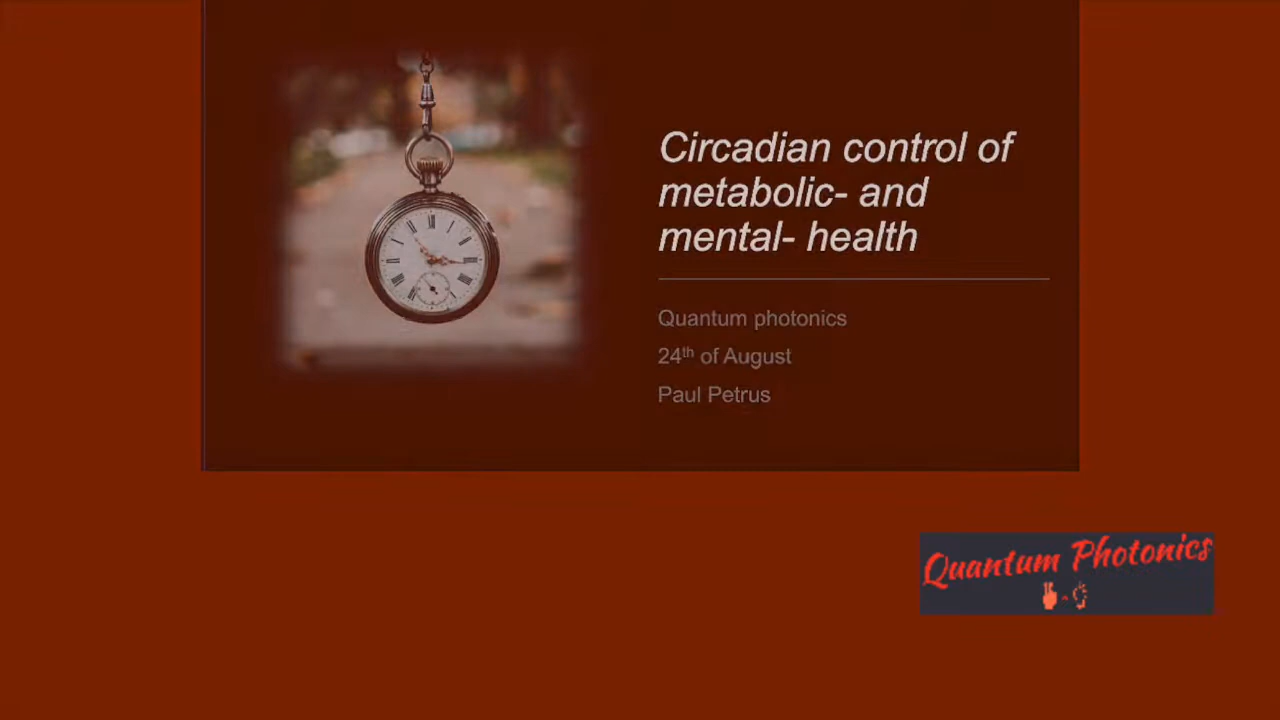 Circadian control of
metabolic- and
mental- health
Quantum photonics
24th of August
Paul Petrus
Quantum Photonics